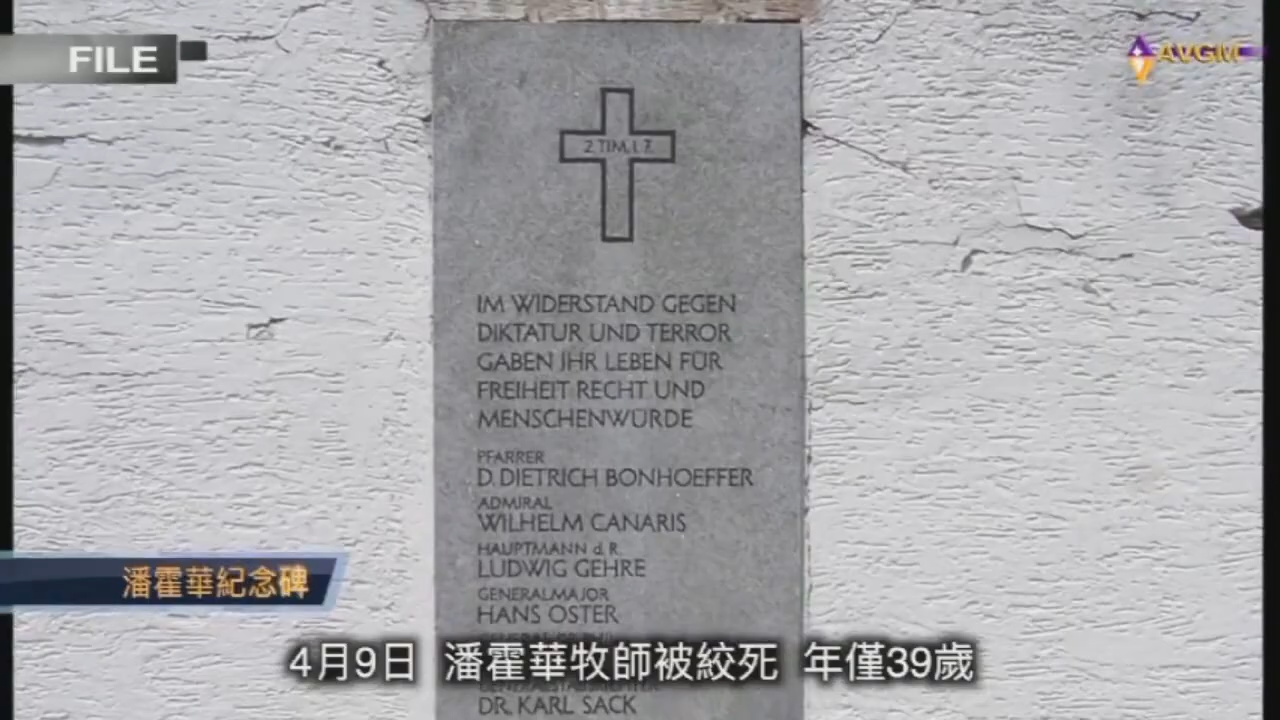 FILE
AVGM
2. TIM. 1. 7.
IM WIDERSTAND GEGEN
DIKTATUR UND TERROR
GABEN IHR LEBEN FÜR
FREIHEIT RECHT UND
MENSCHENWÜRDE
PFARRER
D. DIETRICH BONHOEFFER
ADMIRAL
WILHELM CANARIS
HAUPTMANN d. R.
LUDWIG GEHRE
GENERALMAJOR
HANS OSTER
潘霍華紀念碑
4月9日 潘霍華牧師被絞死 年僅39歲
DR. KARL SACK